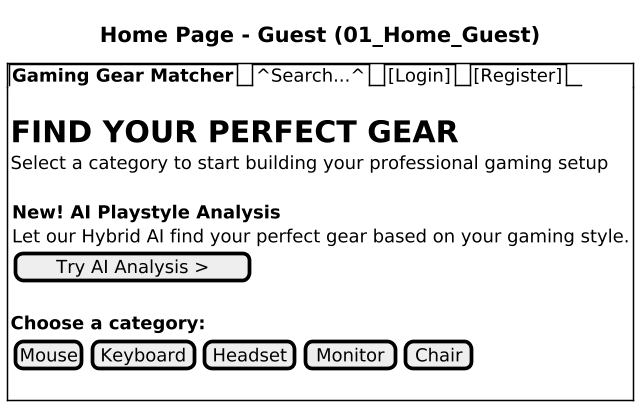 Home Page - Guest (01_Home_Guest)
Gaming Gear Matcher ^Search...^ [Login] [Register]
FIND YOUR PERFECT GEAR
Select a category to start building your professional gaming setup
New! AI Playstyle Analysis
Let our Hybrid AI find your perfect gear based on your gaming style.
Try AI Analysis >
Choose a category:
Mouse Keyboard Headset Monitor Chair